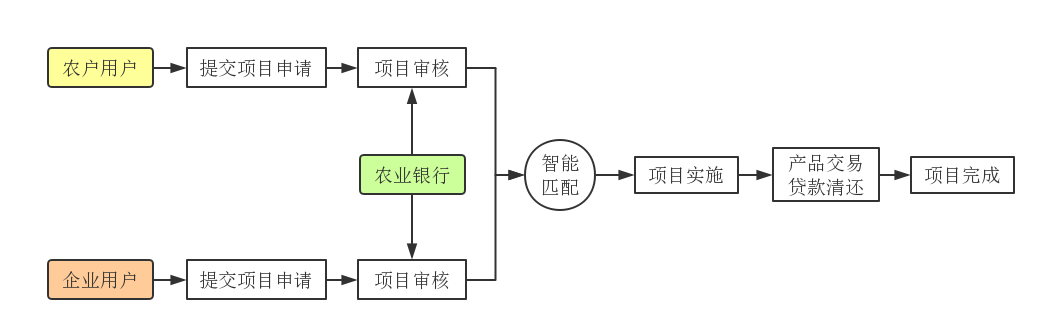 农户用户
提交项目申请
项目审核
农业银行
企业用户
提交项目申请
项目审核
智能
匹配
项目实施
产品交易
贷款清还
项目完成